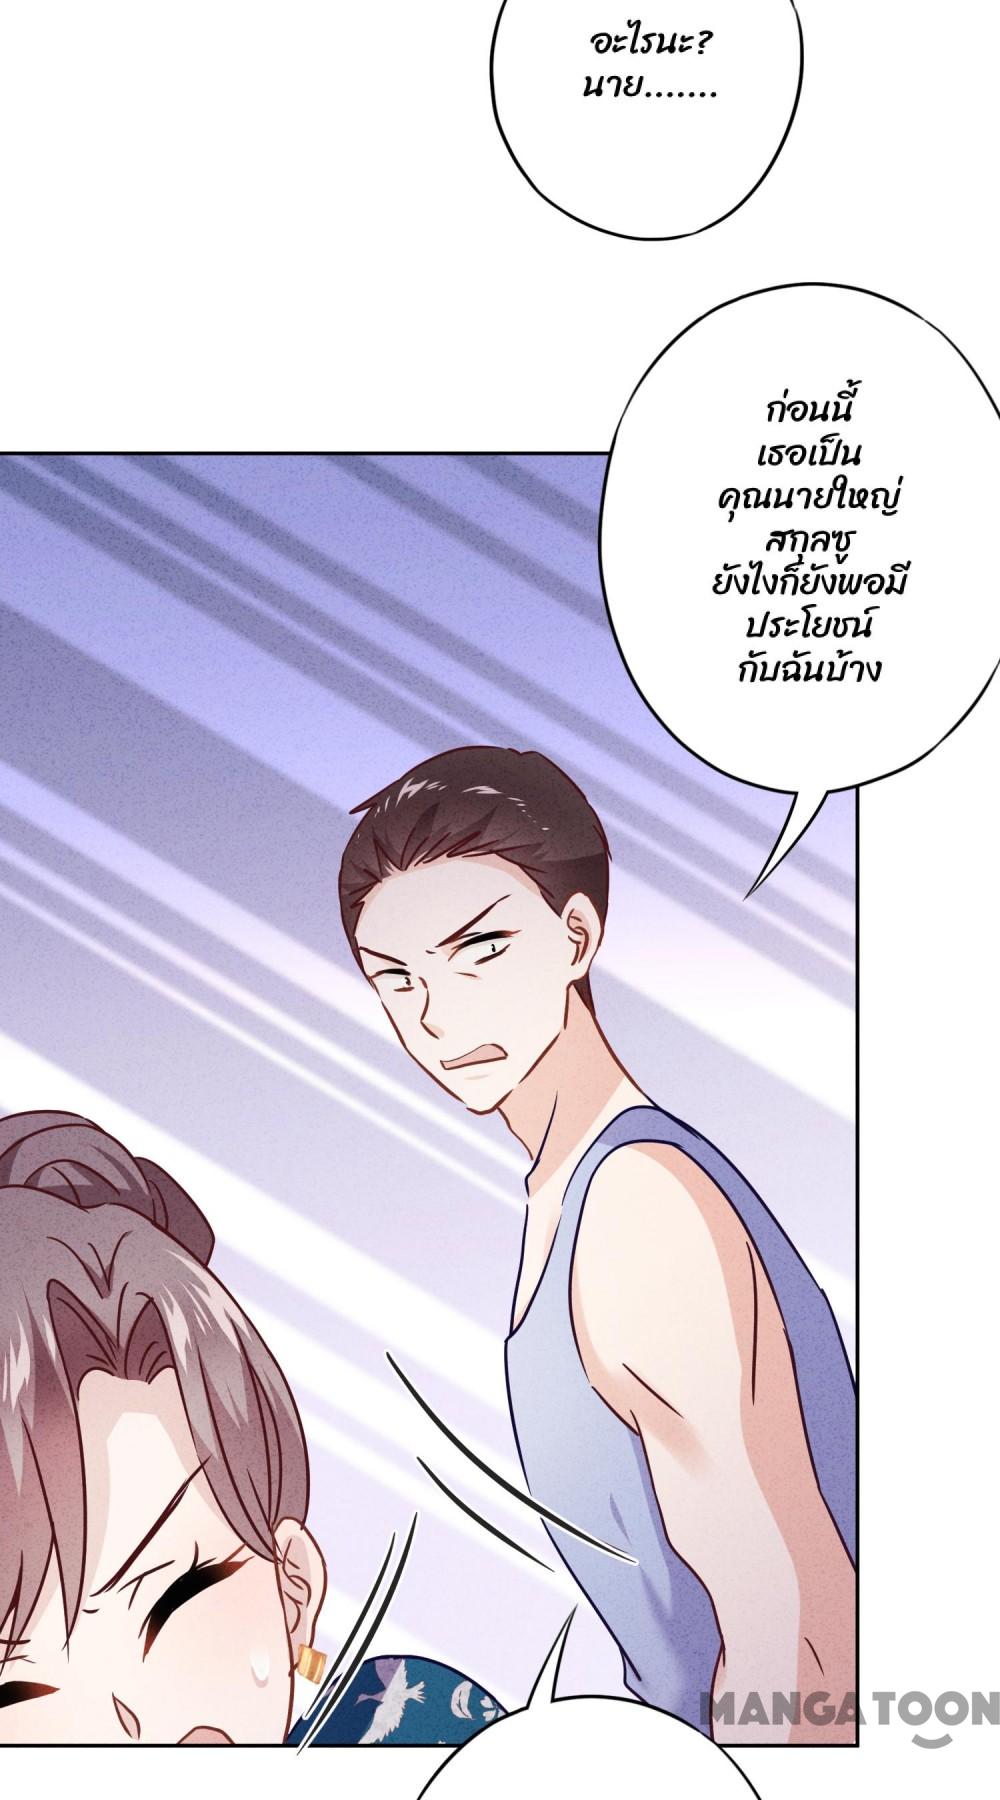 อะไรนะ?
นาย.......
ก่อนนี้
เธอเป็น
คุณนายใหญ่
สกุลซู
ยังไงก็ยังพอมี
ประโยชน์
กับฉันบ้าง
MANGATOON